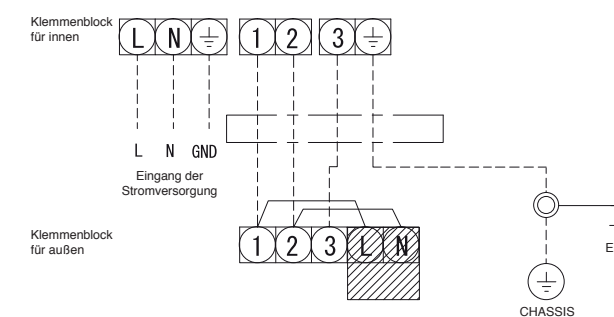 Klemmenblock
für innen
L N 1 2 3
L N GND
Eingang der
Stromversorgung
Klemmenblock
für außen
1 2 3 L N
E
CHASSIS